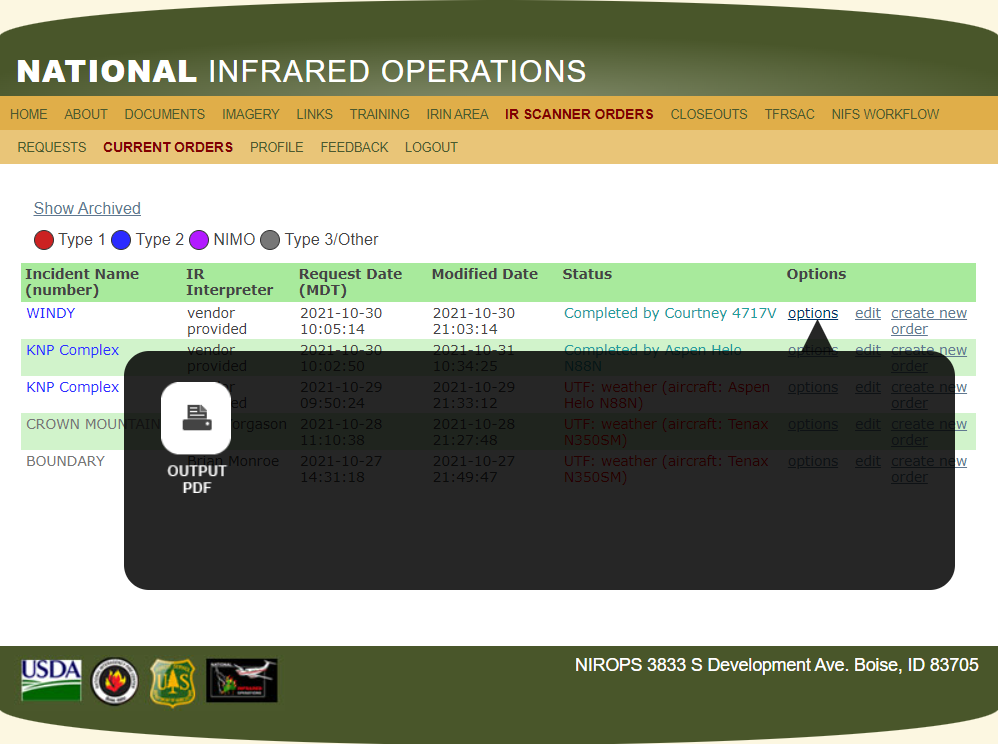 NATIONAL INFRARED OPERATIONS
HOME ABOUT DOCUMENTS IMAGERY LINKS TRAINING IRIN AREA IR SCANNER ORDERS CLOSEOUTS TFRSAC NIFS WORKFLOW
REQUESTS CURRENT ORDERS PROFILE FEEDBACK LOGOUT
Show Archived
Type 1 Type 2 NIMO Type 3/Other
Incident Name IR Request Date Modified Date Status Options
(number) Interpreter (MDT)
WINDY vendor 2021-10-30 2021-10-30 Completed by Courtney 4717V options edit create new
provided 10:05:14 21:03:14 order
KNP Complex vendor 2021-10-30 2021-10-31 Completed by Aspen Helo options edit create new
provided 10:02:50 10:34:25 N88N order
KNP Complex 2021-10-29 2021-10-29 UTF: weather (aircraft: Aspen options edit create new
09:50:24 21:33:12 Helo N88N) order
CROWN MOUNTAIN 2021-10-28 2021-10-28 UTF: weather (aircraft: Tenax options edit create new
11:10:38 21:27:48 N350SM) order
BOUNDARY Brian Monroe 2021-10-27 2021-10-27 UTF: weather (aircraft: Tenax options edit create new
14:31:18 21:49:47 N350SM) order
OUTPUT
PDF
USDA
UAS
NIROPS 3833 S Development Ave. Boise, ID 83705